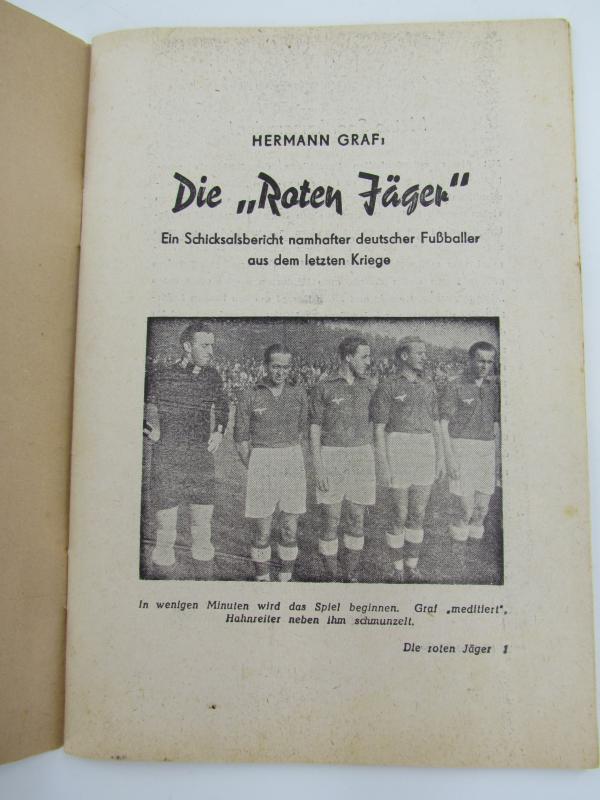 HERMANN GRAF:
Die „Roten Jäger“
Ein Schicksalsbericht namhafter deutscher Fußballer
aus dem letzten Kriege
In wenigen Minuten wird das Spiel beginnen. Graf „meditiert“,
Hahnreiter neben ihm schmunzelt.
Die roten Jäger 1